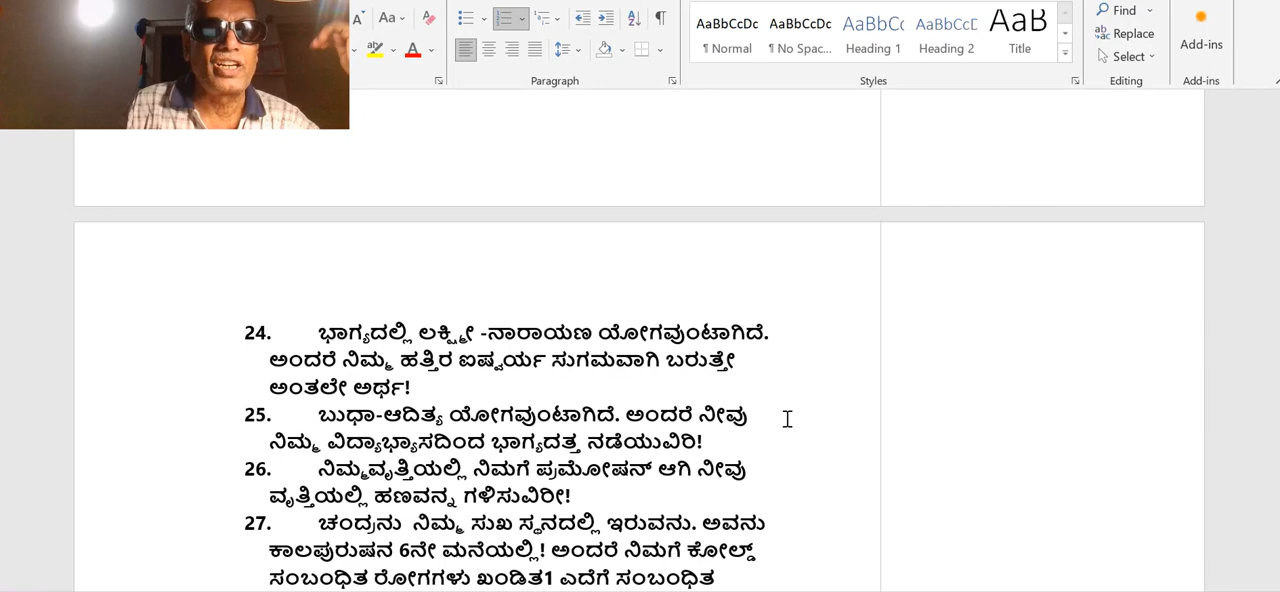 Aa
Find
Replace
Select
Editing
A
Paragraph
AaBbCcDc
¶ Normal
AaBbCcDc
¶ No Spac...
AaBbCc
Heading 1
AaBbCcD
Heading 2
AaB
Title
Styles
Add-ins
Add-ins
24. ಭಾಗ್ಯದಲ್ಲಿ ಲಕ್ಷ್ಮೀ -ನಾರಾಯಣ ಯೋಗವುಂಟಾಗಿದೆ.
ಅಂದರೆ ನಿಮ್ಮ ಹತ್ತಿರ ಐಷ್ವರ್ಯ ಸುಗಮವಾಗಿ ಬರುತ್ತೇ
ಅಂತಲೇ ಅರ್ಥ!
25. ಬುಧಾ-ಆದಿತ್ಯ ಯೋಗವುಂಟಾಗಿದೆ. ಅಂದರೆ ನೀವು
ನಿಮ್ಮ ವಿದ್ಯಾಭ್ಯಾಸದಿಂದ ಭಾಗ್ಯದತ್ತ ನಡೆಯುವಿರಿ!
26. ನಿಮ್ಮವೃತ್ತಿಯಲ್ಲಿ ನಿಮಗೆ ಪ್ರಮೋಷನ್ ಆಗಿ ನೀವು
ವೃತ್ತಿಯಲ್ಲಿ ಹಣವನ್ನ ಗಳಿಸುವಿರೀ!
27. ಚಂದ್ರನು ನಿಮ್ಮ ಸುಖ ಸ್ಥನದಲ್ಲಿ ಇರುವನು. ಅವನು
ಕಾಲಪುರುಷನ 6ನೇ ಮನೆಯಲ್ಲಿ! ಅಂದರೆ ನಿಮಗೆ ಕೋಲ್ಡ್
ಸಂಬಂಧಿತ ರೋಗಗಳು ಖಂಡಿತ1 ಎದೆಗೆ ಸಂಬಂಧಿತ